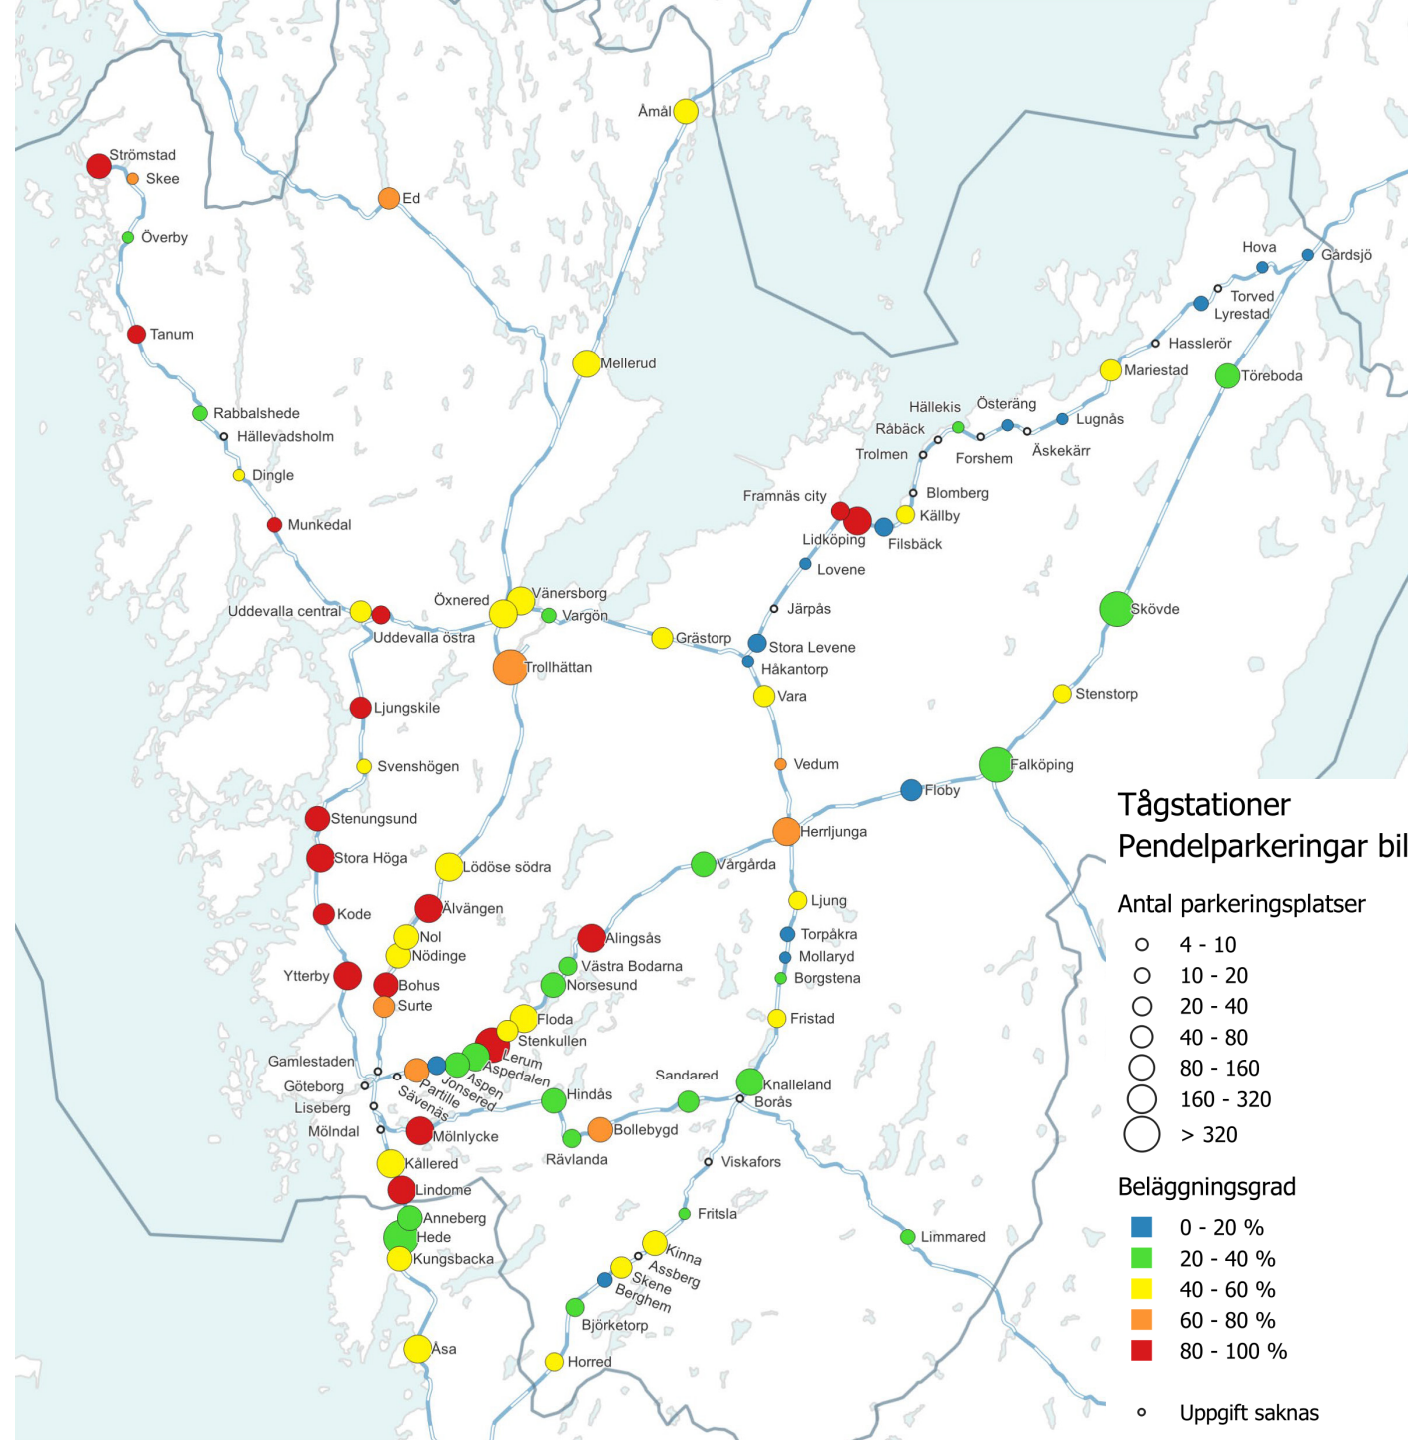 Åmål
Strömstad
Skee
Ed
Överby
Hova
Gårdsjö
Torved
Lyrestad
Tanum
Hasslerör
Mellerud
Mariestad
Töreboda
Rabbalshede
Hällekis
Österäng
Lugnås
Hällevadsholm
Råbäck
Äskekärr
Trolmen
Forshem
Dingle
Blomberg
Framnäs city
Källby
Munkedal
Lidköping
Filsbäck
Lovene
Öxnered
Vänersborg
Järpås
Skövde
Uddevalla central
Vargön
Uddevalla östra
Grästorp
Stora Levene
Trollhättan
Håkantorp
Vara
Stenstorp
Ljungskile
Svenshögen
Vedum
Falköping
Floby
Stenungsund
Herrljunga
Stora Höga
Lödöse södra
Vårgårda
Ljung
Kode
Älvängen
Torpåkra
Nol
Alingsås
Nödinge
Mollaryd
Västra Bodarna
Ytterby
Borgstena
Bohus
Norsesund
Surte
Floda
Fristad
Stenkullen
Lerum
Gamlestaden
Aspedalen
Aspen
Jonsered
Partille
Sävenäs
Göteborg
Sandared
Knalleland
Hindås
Borås
Liseberg
Mölndal
Mölnlycke
Bollebygd
Rävlanda
Kållered
Viskafors
Lindome
Anneberg
Fritsla
Hede
Limmared
Kungsbacka
Kinna
Assberg
Skene
Berghem
Björketorp
Åsa
Horred
Tågstationer
Pendelparkeringar bil
Antal parkeringsplatser
4 - 10
10 - 20
20 - 40
40 - 80
80 - 160
160 - 320
> 320
Beläggningsgrad
0 - 20 %
20 - 40 %
40 - 60 %
60 - 80 %
80 - 100 %
Uppgift saknas